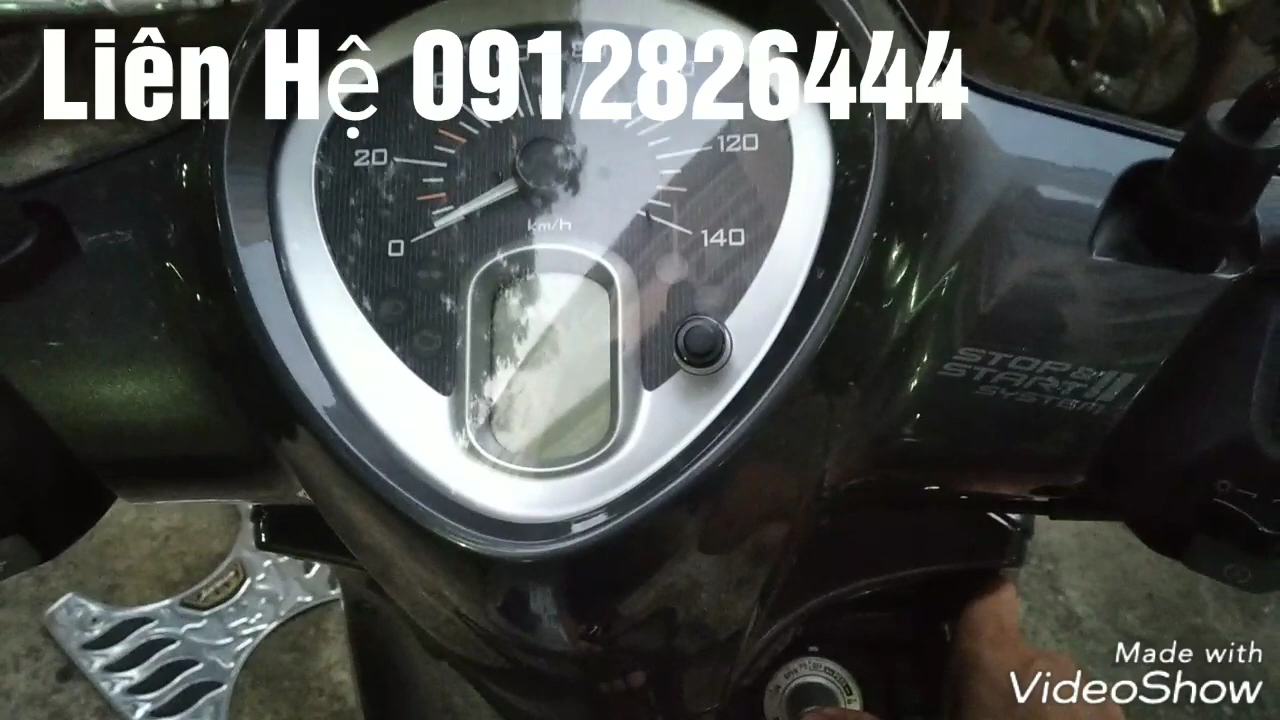 Liên Hệ 0912826444
20
120
0
km/h
140
STOP &
START
SYSTEM
Made with
VideoShow